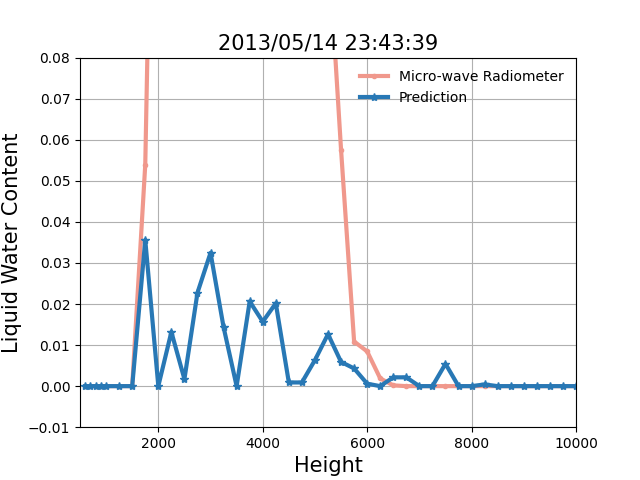 2013/05/14 23:43:39
Micro-wave Radiometer
Prediction
Liquid Water Content
0.08
0.07
0.06
0.05
0.04
0.03
0.02
0.01
0.00
−0.01
2000 4000 6000 8000 10000
Height